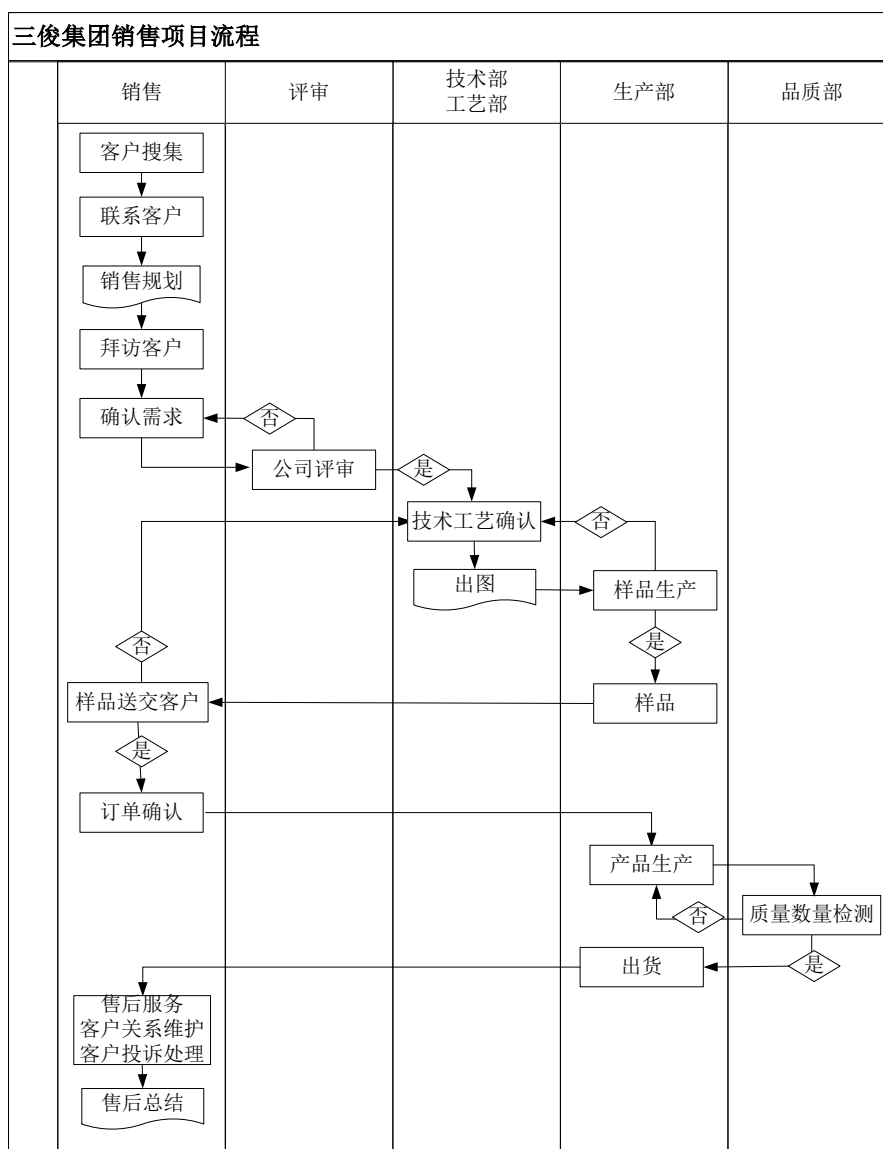 三俊集团销售项目流程
销售
评审
技术部
工艺部
生产部
品质部
客户搜集
联系客户
销售规划
拜访客户
确认需求
否
公司评审
是
技术工艺确认
否
出图
样品生产
否
是
样品送交客户
样品
是
订单确认
产品生产
否
质量数量检测
出货
是
售后服务
客户关系维护
客户投诉处理
售后总结